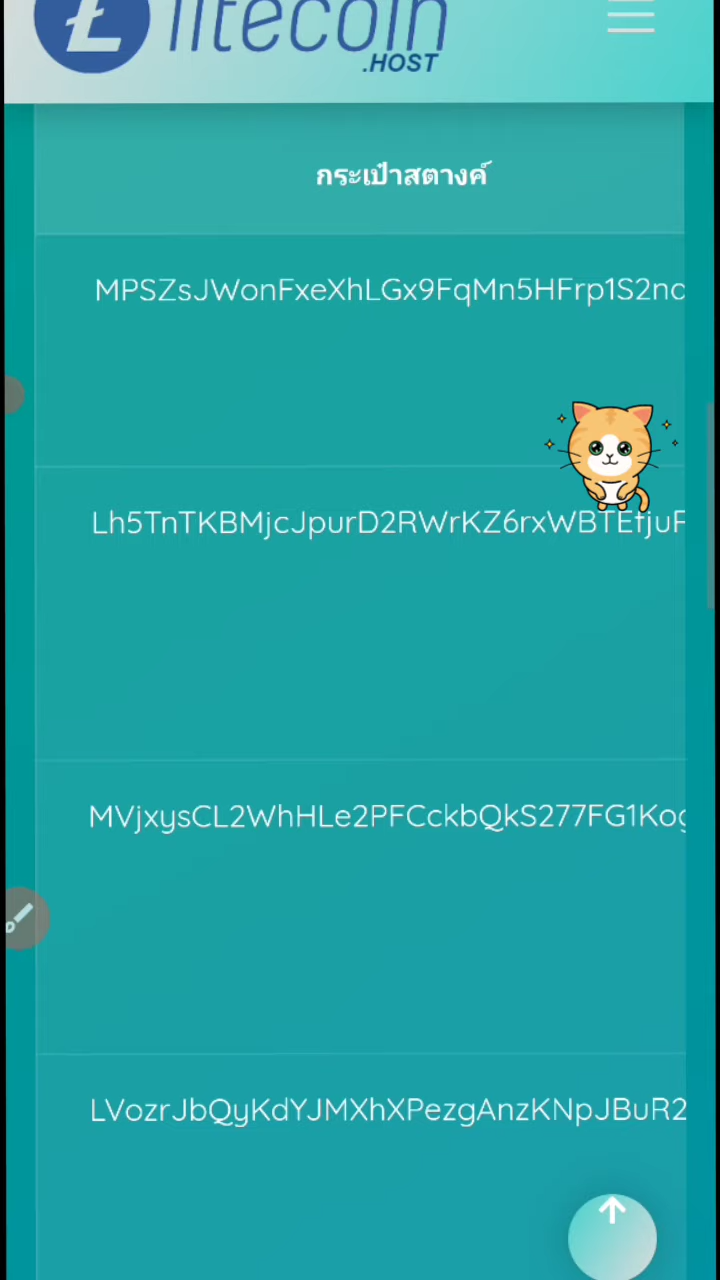 litecoin
.HOST
กระเป๋าสตางค์
MPSZsJWonFxeXhLGx9FqMn5HFrp1S2nc
Lh5TnTKBMjcJpurD2RWrKZ6rxWBTEfjuF
MVjxysCL2WhHLe2PFCckbQkS277FG1Kog
LVozrJbQyKdYJMXhXPezgAnzKNpJBuR2